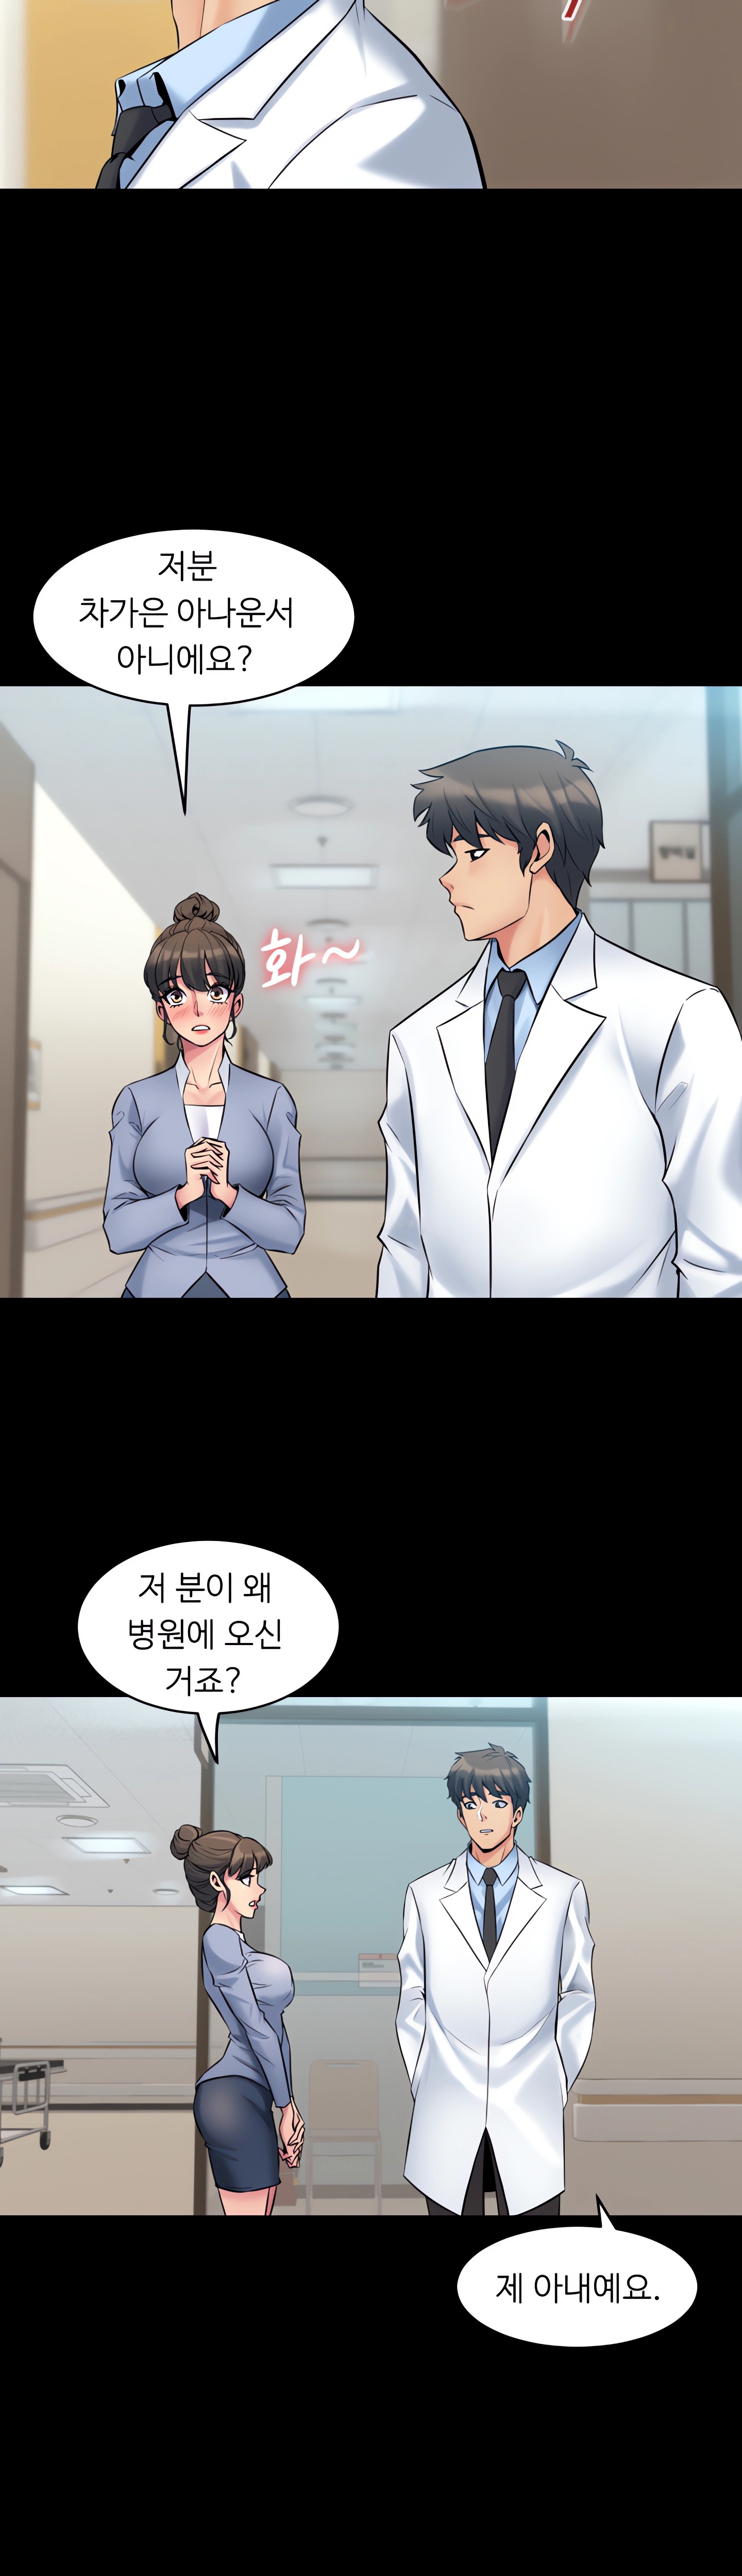 저분
차가은 아나운서
아니에요?
화~
저 분이 왜
병원에 오신
거죠?
제 아내예요.